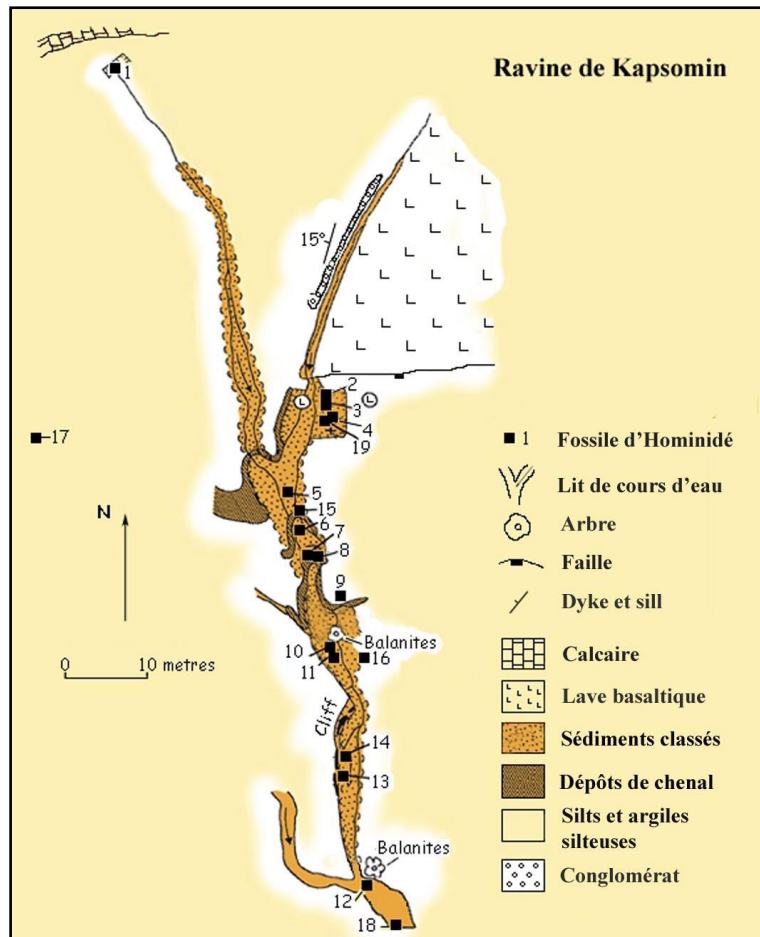 Ravine de Kapsomin
1
15°
2
L
L
3
4
19
17
5
15
6
7
8
N
9
Balanites
10
16
11
0 10 metres
Cliff
14
13
Balanites
12
18
1 Fossile d'Hominidé
Lit de cours d'eau
Arbre
Faille
Dyke et sill
Calcaire
Lave basaltique
Sédiments classés
Dépôts de chenal
Silts et argiles
silteuses
Conglomérat